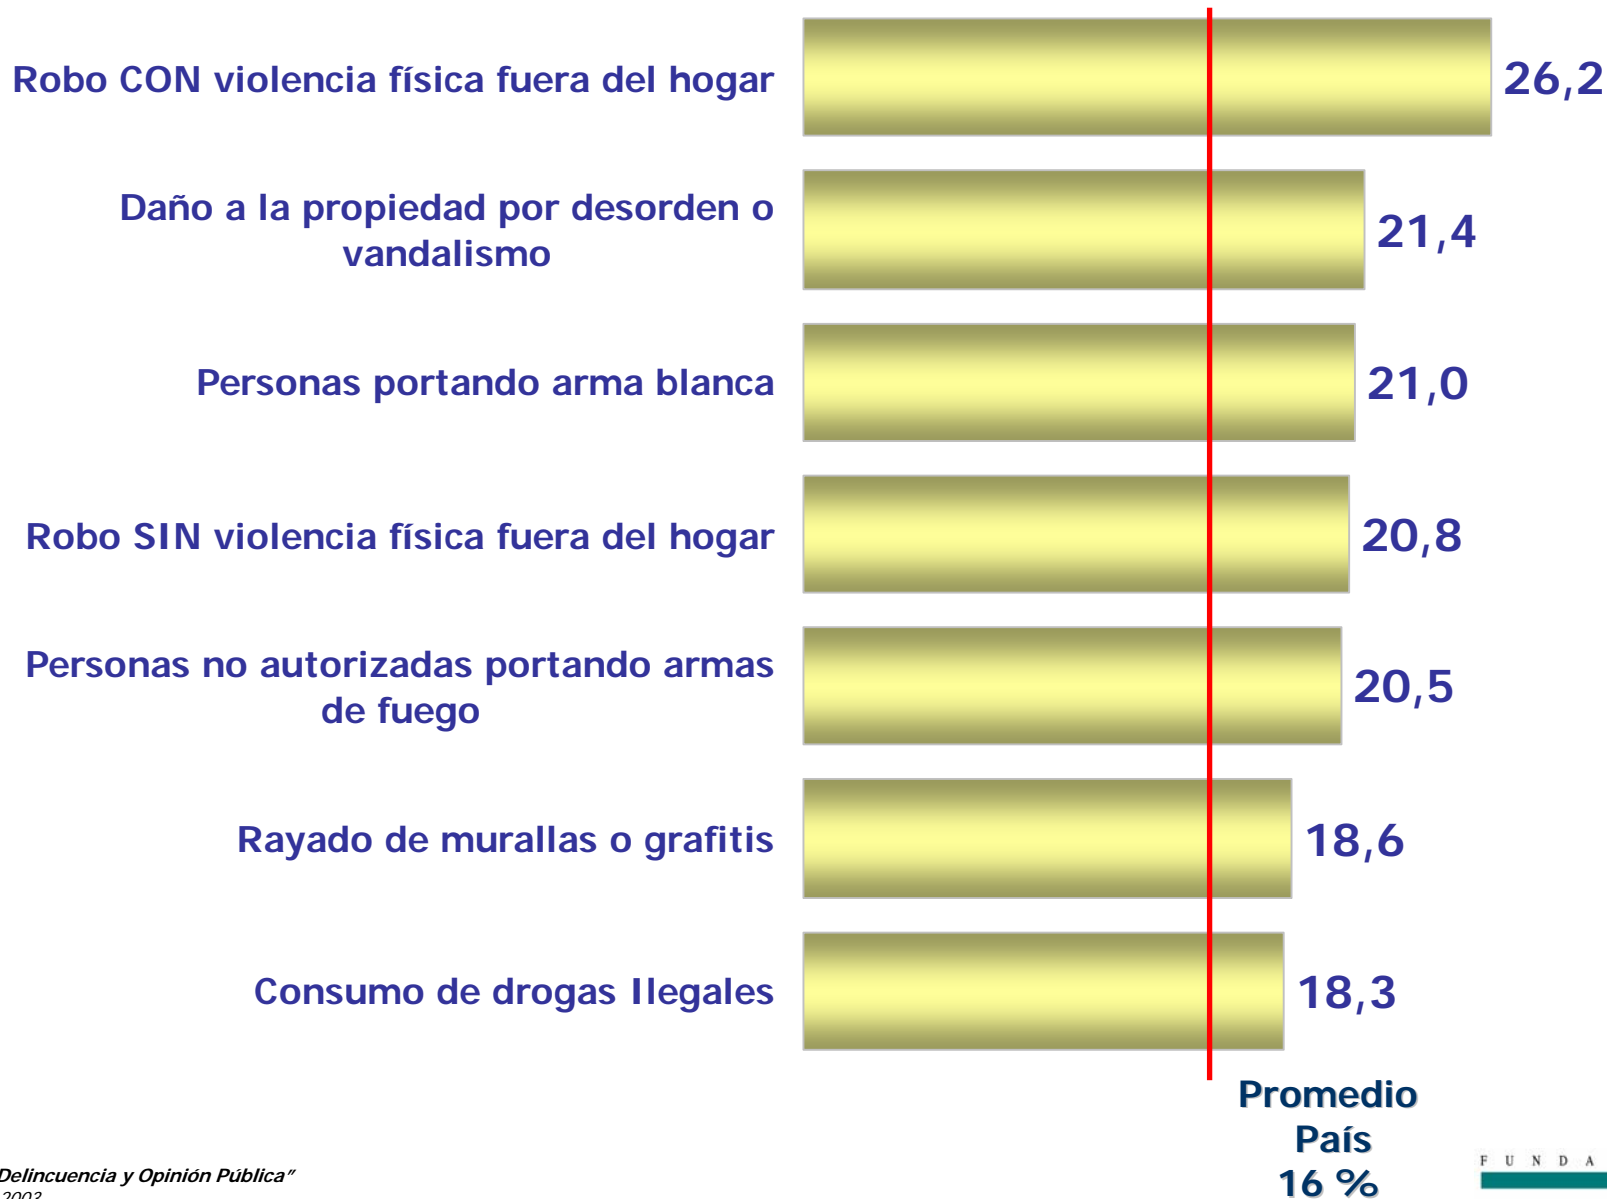 Robo CON violencia física fuera del hogar
26,2
Daño a la propiedad por desorden o
vandalismo
21,4
Personas portando arma blanca
21,0
Robo SIN violencia física fuera del hogar
20,8
Personas no autorizadas portando armas
de fuego
20,5
Rayado de murallas o grafitis
18,6
Consumo de drogas Ilegales
18,3
Promedio
País
16 %
Delincuencia y Opinión Pública"
F U N D A